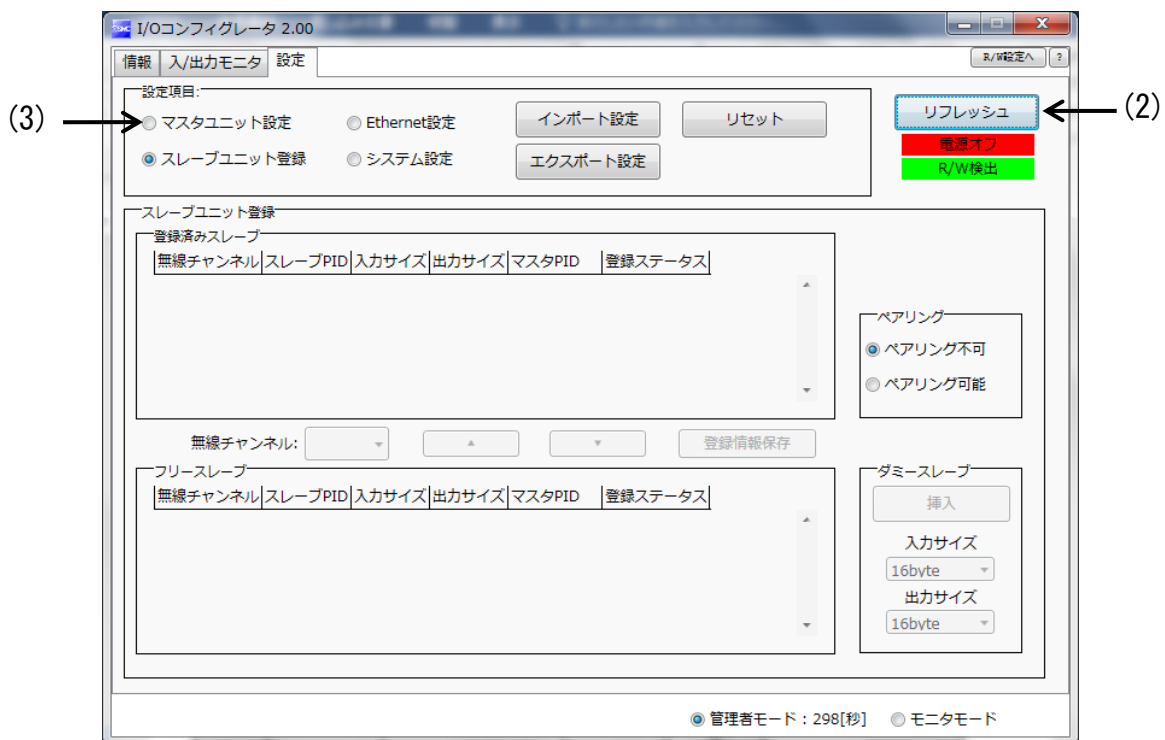 I/Oコンフィグレータ 2.00
情報 入/出力モニタ 設定 R/W設定へ ?
設定項目:
(3) マスタユニット設定 Ethernet設定 インポート設定 リセット リフレッシュ (2)
スレーブユニット登録 システム設定 エクスポート設定 電源オフ
R/W検出
スレーブユニット登録
登録済みスレーブ
無線チャンネル スレーブPID 入力サイズ 出力サイズ マスタPID 登録ステータス
ペアリング
ペアリング不可
ペアリング可能
無線チャンネル: 登録情報保存
フリースレーブ ダミースレーブ
無線チャンネル スレーブPID 入力サイズ 出力サイズ マスタPID 登録ステータス 挿入
入力サイズ
16byte
出力サイズ
16byte
管理者モード:298[秒] モニタモード